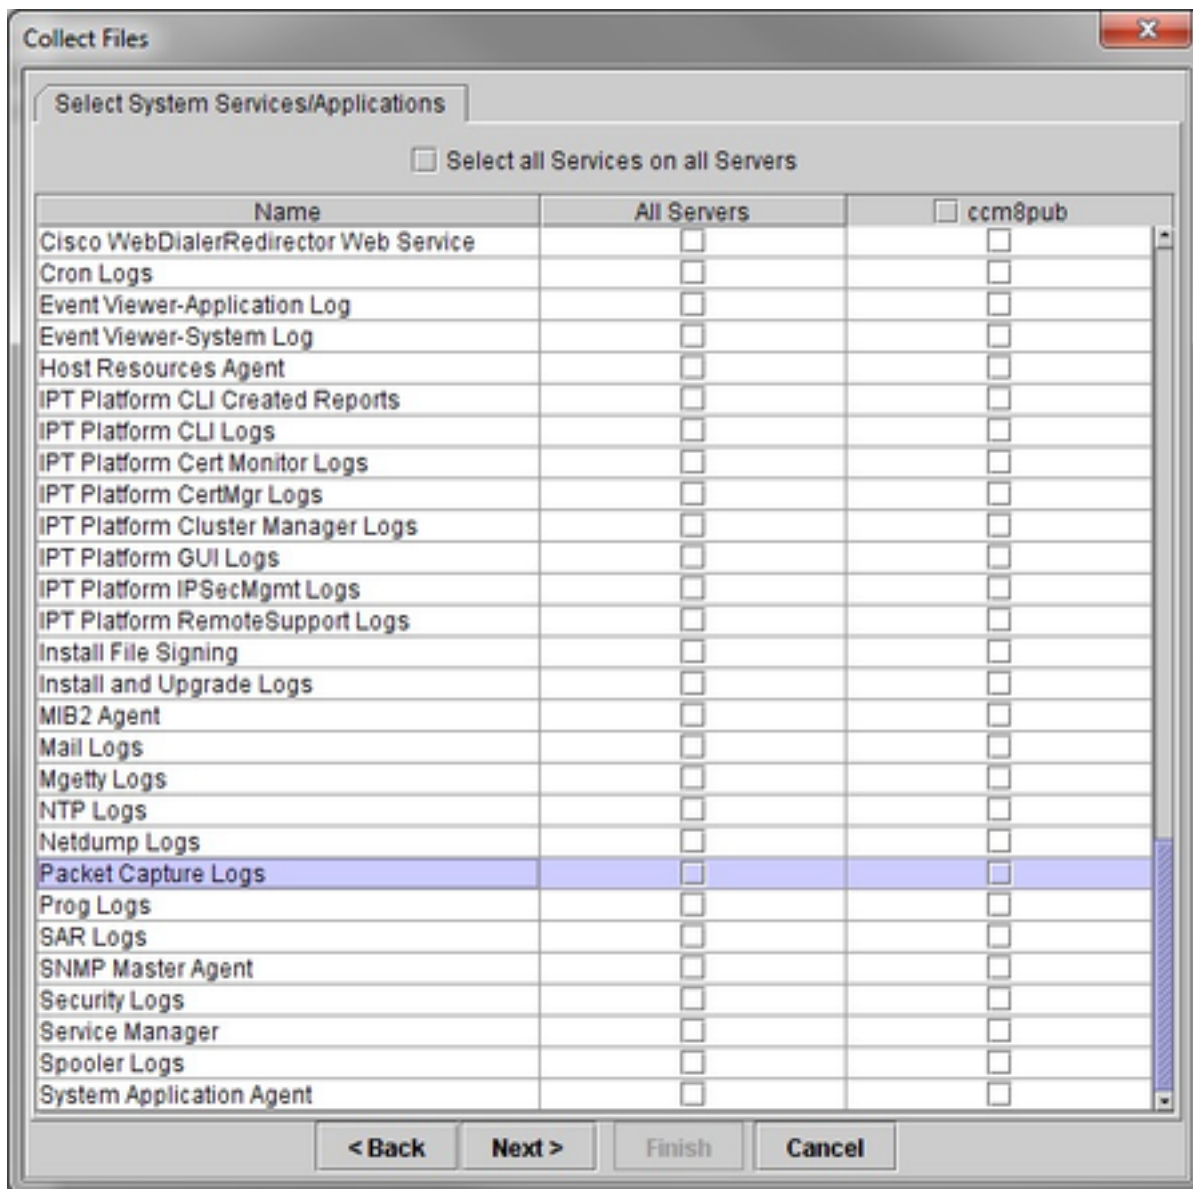 Collect Files
Select System Services/Applications
Select all Services on all Servers
Name All Servers ccm8pub
Cisco WebDialerRedirector Web Service
Cron Logs
Event Viewer-Application Log
Event Viewer-System Log
Host Resources Agent
IPT Platform CLI Created Reports
IPT Platform CLI Logs
IPT Platform Cert Monitor Logs
IPT Platform CertMgr Logs
IPT Platform Cluster Manager Logs
IPT Platform GUI Logs
IPT Platform IPSecMgmt Logs
IPT Platform RemoteSupport Logs
Install File Signing
Install and Upgrade Logs
MIB2 Agent
Mail Logs
Mgetty Logs
NTP Logs
Netdump Logs
Packet Capture Logs
Prog Logs
SAR Logs
SNMP Master Agent
Security Logs
Service Manager
Spooler Logs
System Application Agent
< Back Next > Finish Cancel